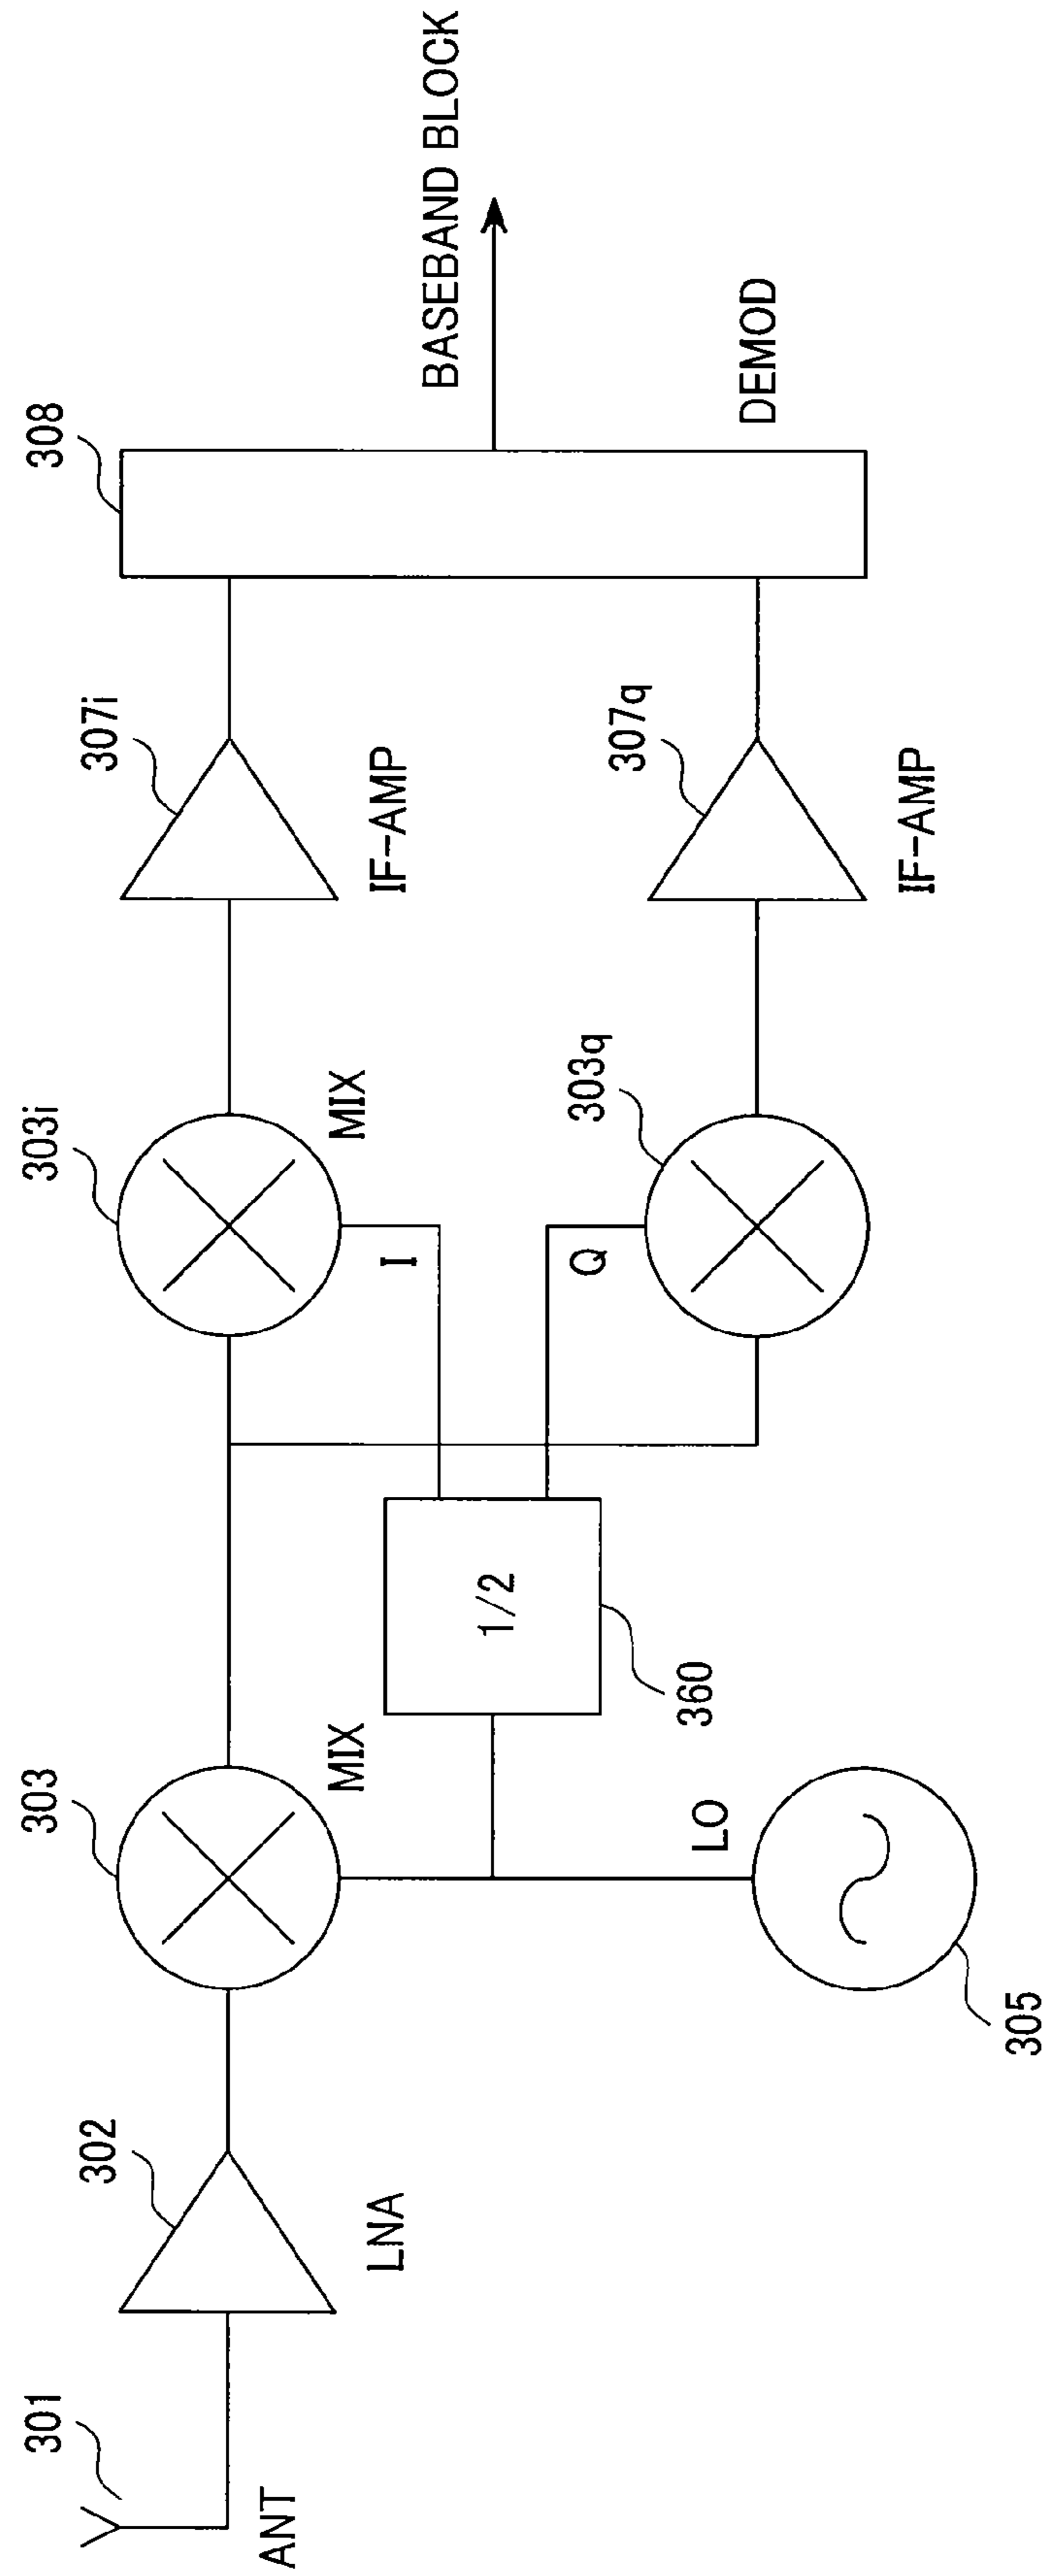 301
ANT
302
LNA
303
MIX
LO
305
1/2
360
I
Q
303i
MIX
303q
307i
IF-AMP
307q
IF-AMP
308
DEMOD
BASEBAND BLOCK